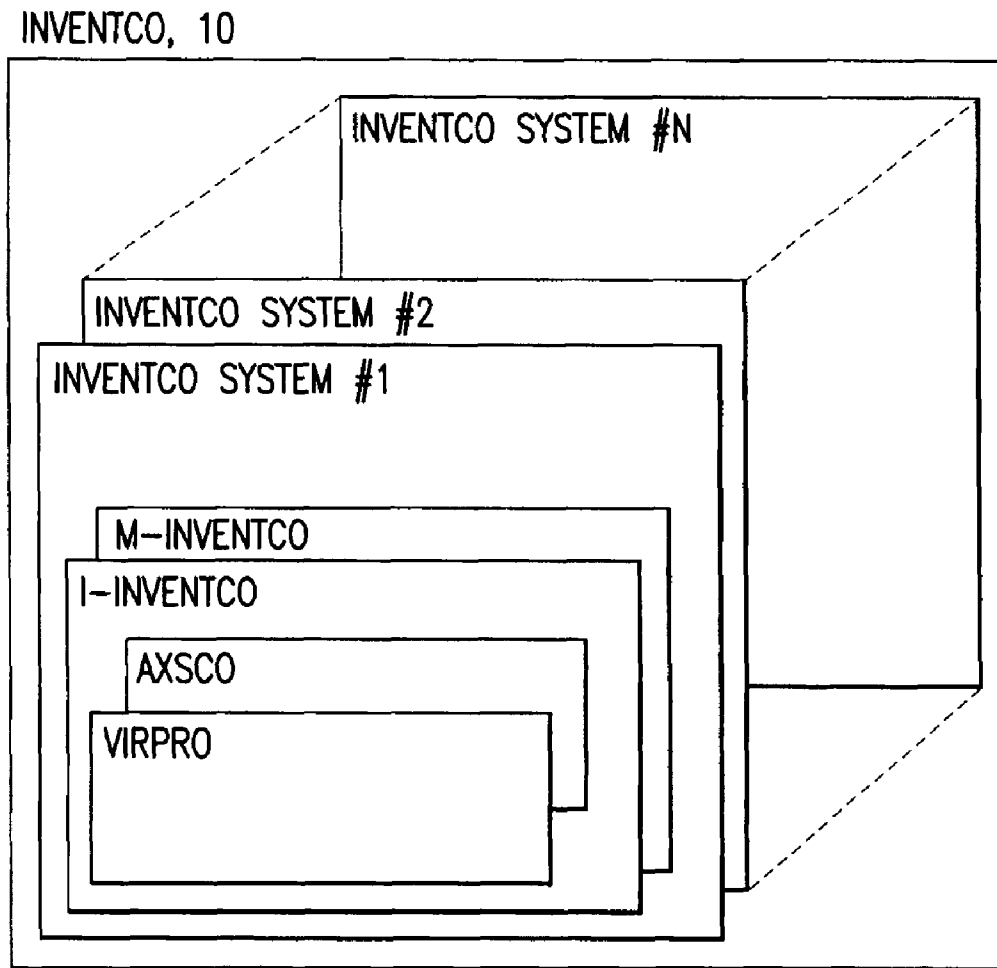 INVENTCO, 10
INVENTCO SYSTEM #N
INVENTCO SYSTEM #2
INVENTCO SYSTEM #1
M-INVENTCO
I-INVENTCO
AXSCO
VIRPRO